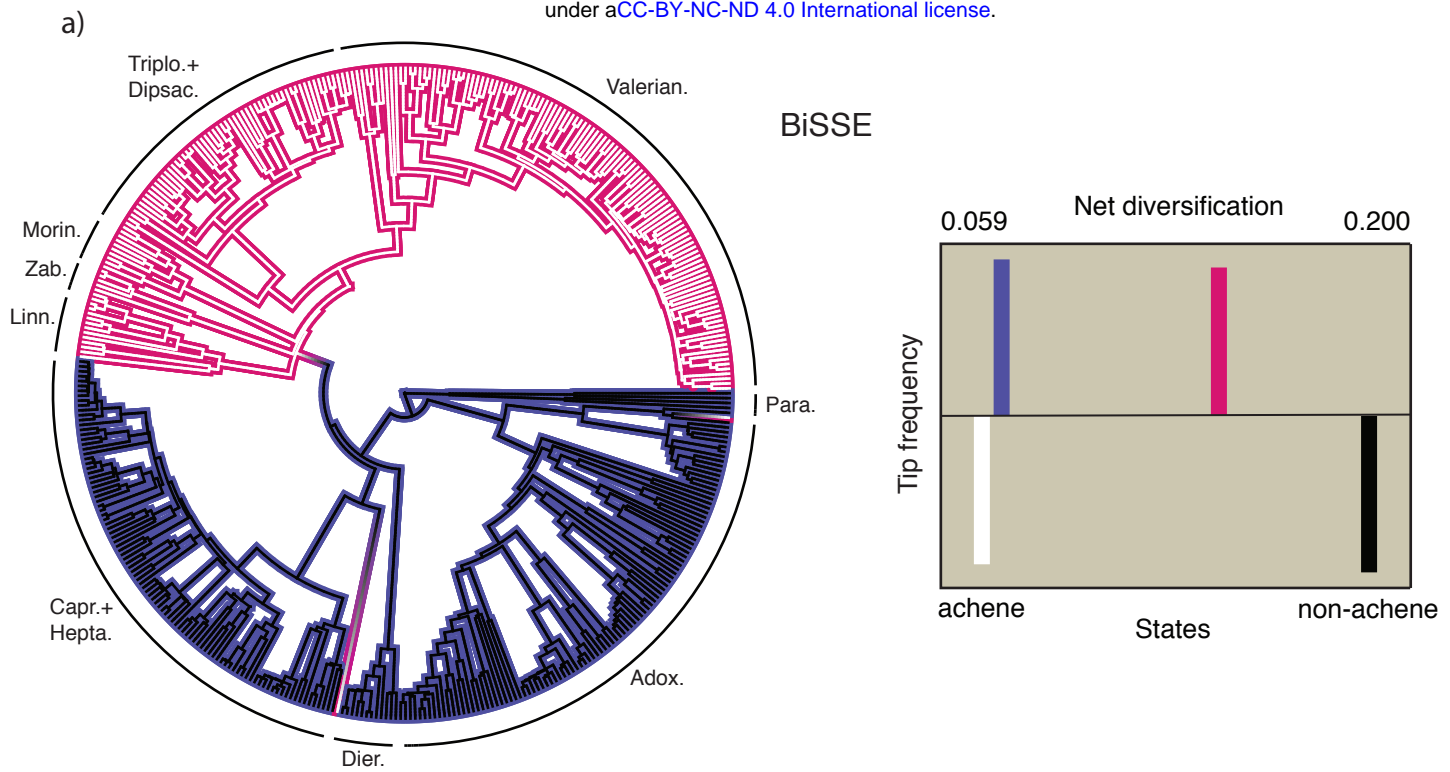 under aCC-BY-NC-ND 4.0 International license.
a)
Triplo.+
Dipsac.
Valerian.
BiSSE
Morin.
Zab.
Linn.
Para.
Capr.+
Hepta.
Adox.
Dier.
Net diversification
0.059
0.200
Tip frequency
achene
non-achene
States